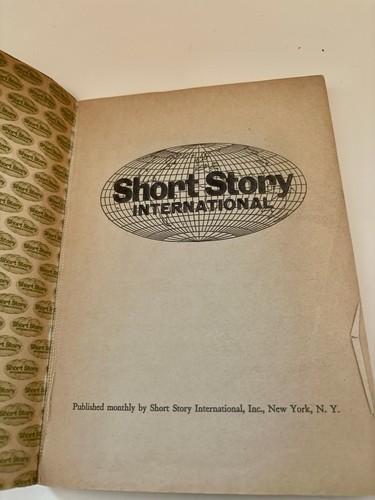 Short Story
INTERNATIONAL
Published monthly by Short Story International, Inc., New York, N. Y.